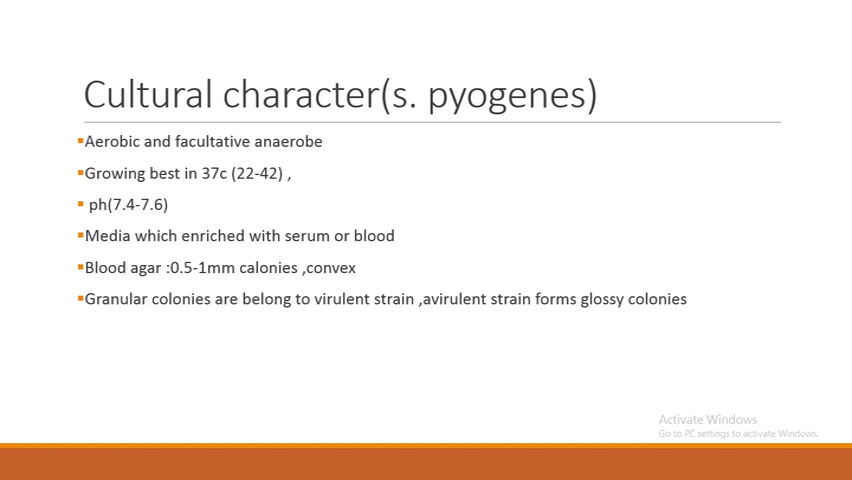 Cultural character(s. pyogenes)
▪Aerobic and facultative anaerobe
▪Growing best in 37c (22-42) ,
▪ ph(7.4-7.6)
▪Media which enriched with serum or blood
▪Blood agar :0.5-1mm calonies ,convex
▪Granular colonies are belong to virulent strain ,avirulent strain forms glossy colonies
Activate Windows
Go to PC settings to activate Windows.